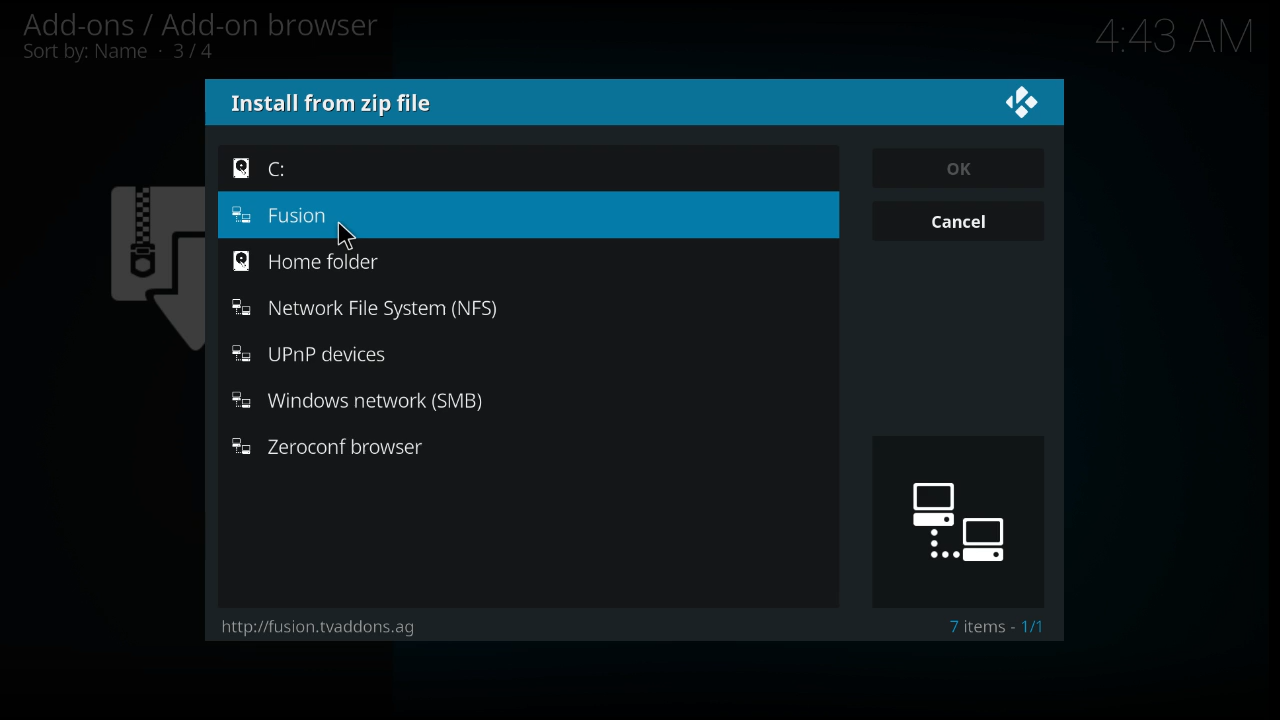 Add-ons / Add-on browser
Sort by: Name · 3 / 4
4:43 AM
Install from zip file
C:
Fusion
Home folder
Network File System (NFS)
UPnP devices
Windows network (SMB)
Zeroconf browser
OK
Cancel
http://fusion.tvaddons.ag
7 items - 1/1